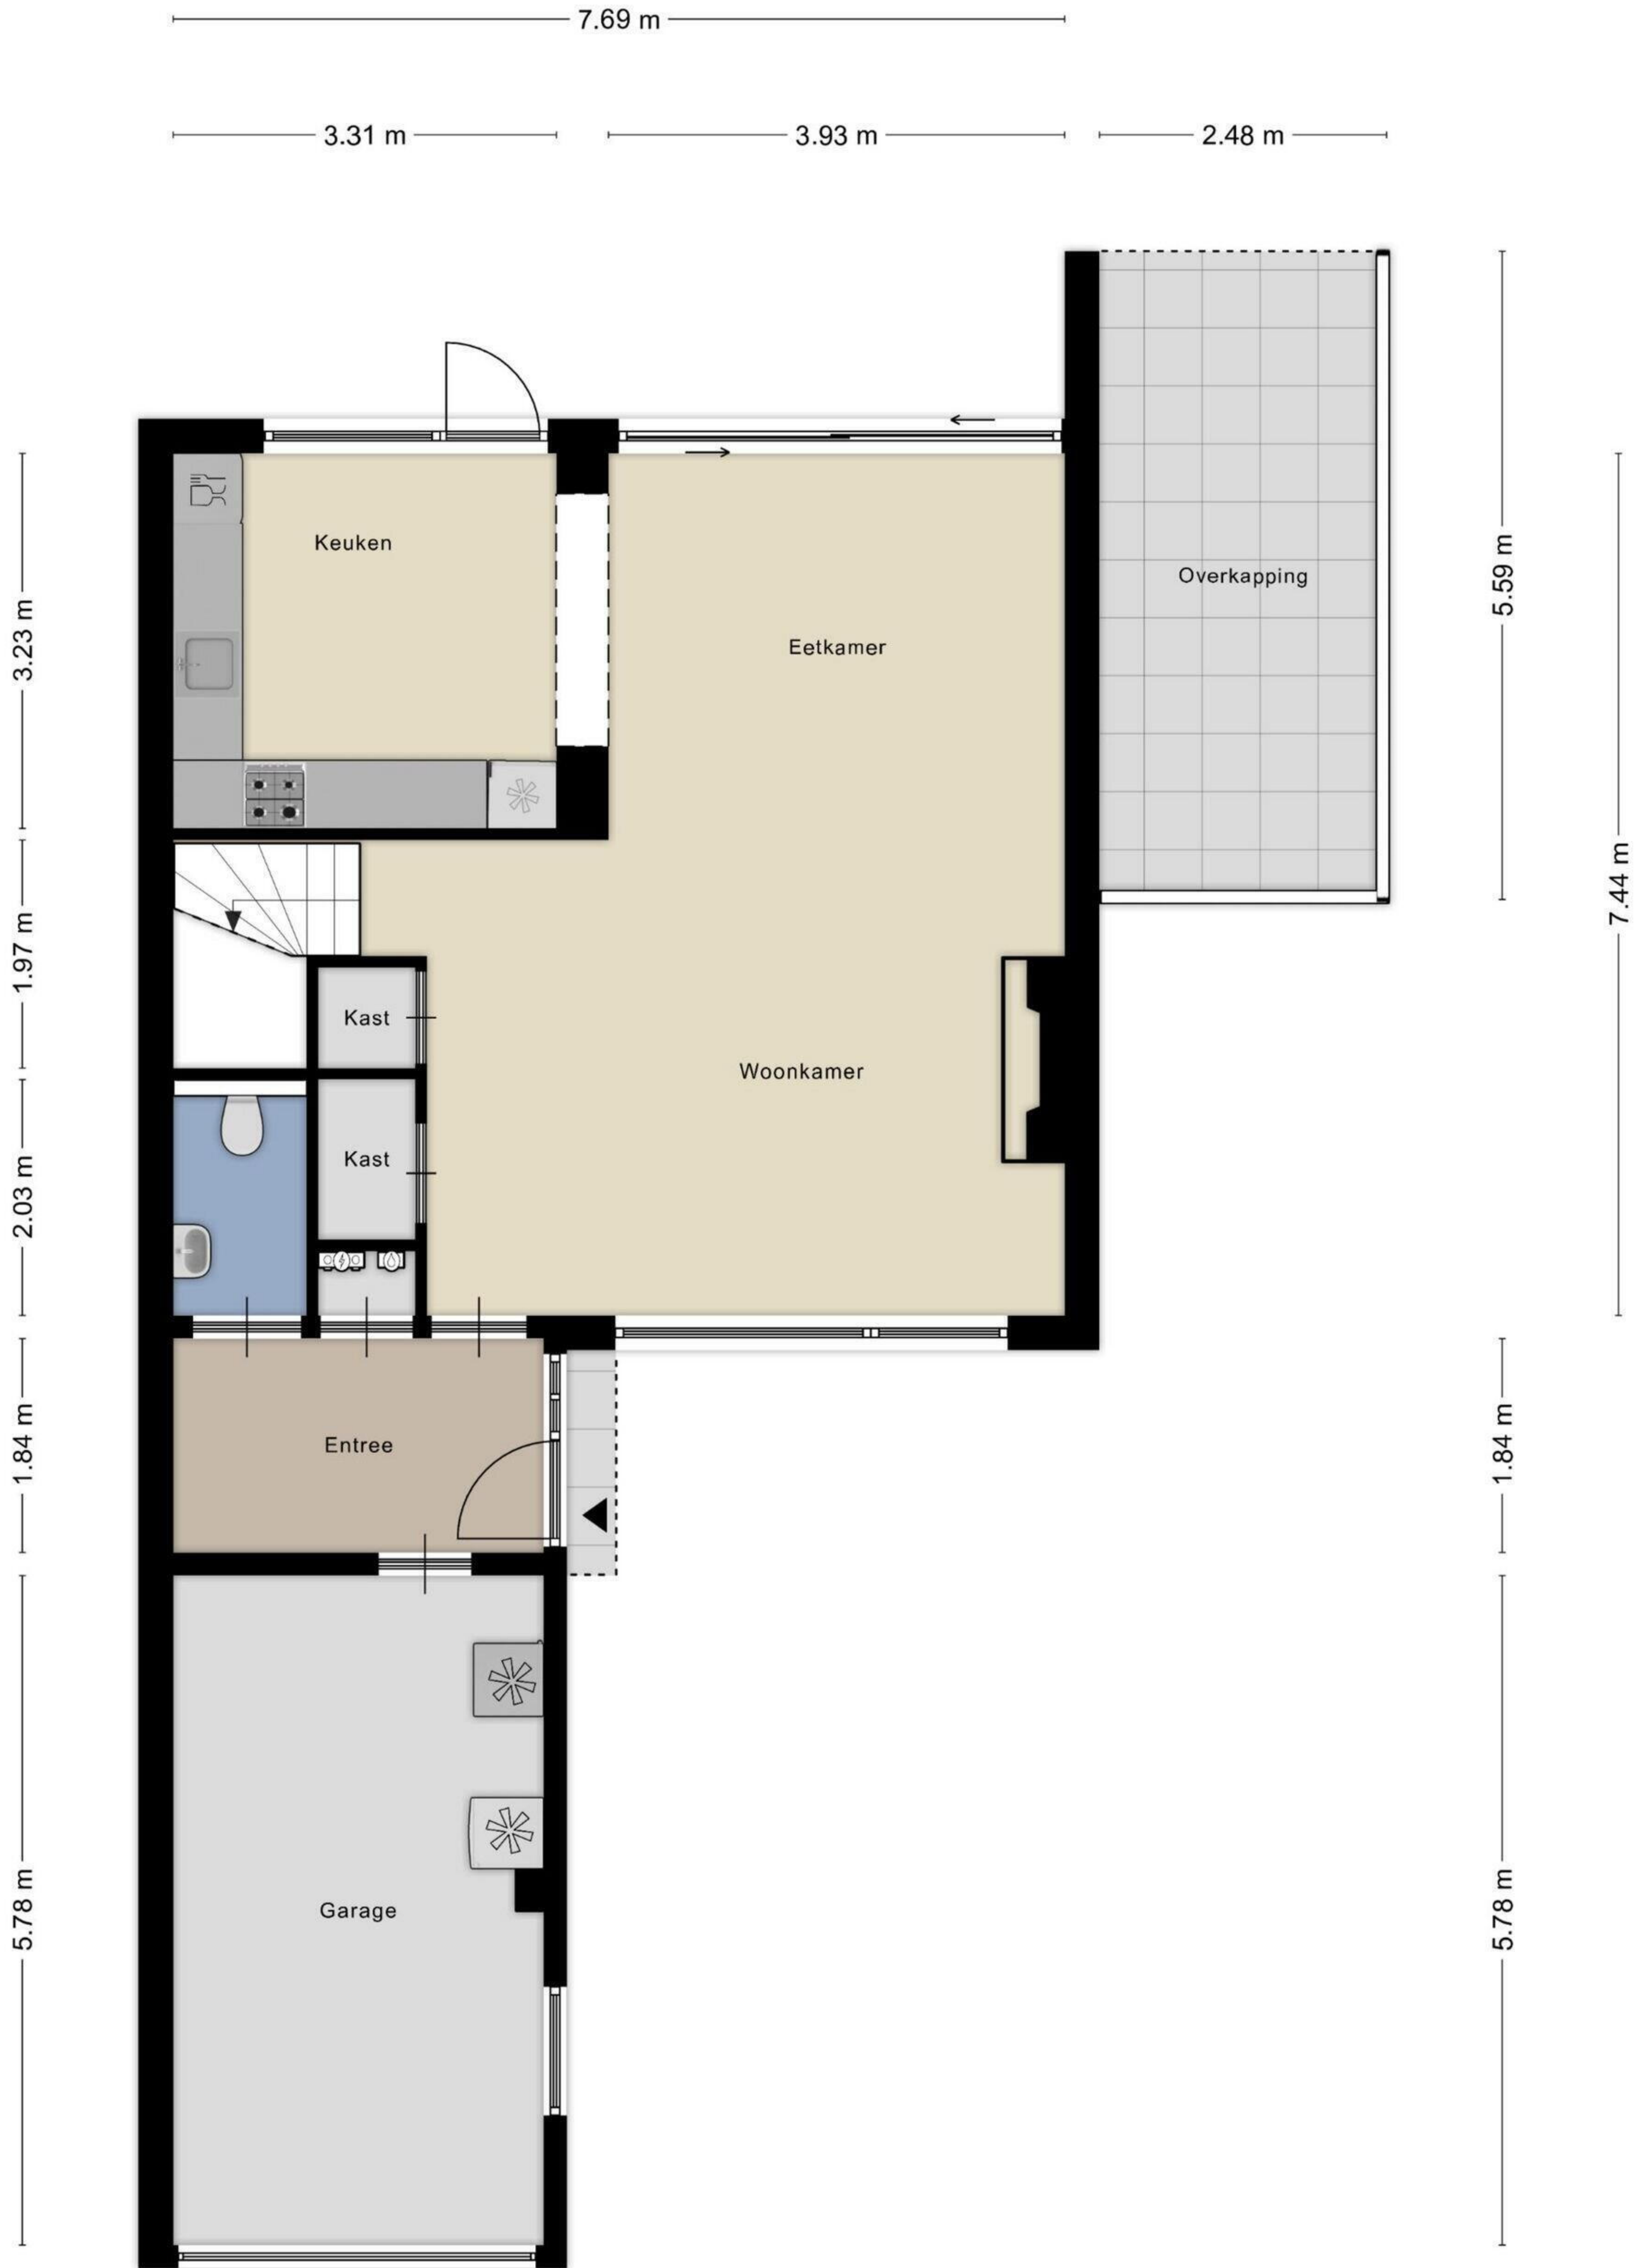 7.69 m
3.31 m
3.93 m
2.48 m
Keuken
Eetkamer
Overkapping
3.23 m
5.59 m
7.44 m
1.97 m
Kast
Woonkamer
Kast
2.03 m
Entree
1.84 m
1.84 m
Garage
5.78 m
5.78 m